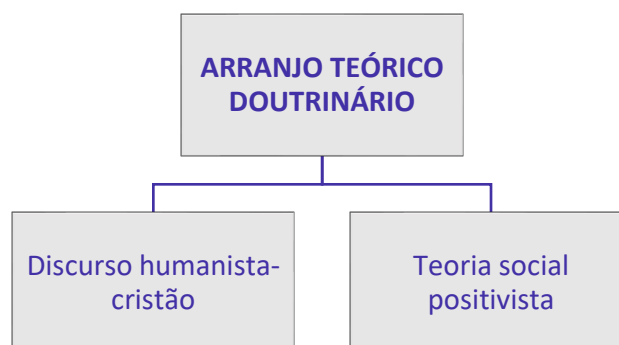 ARRANJO TEÓRICO
DOUTRINÁRIO
Discurso humanista-
cristão
Teoria social
positivista